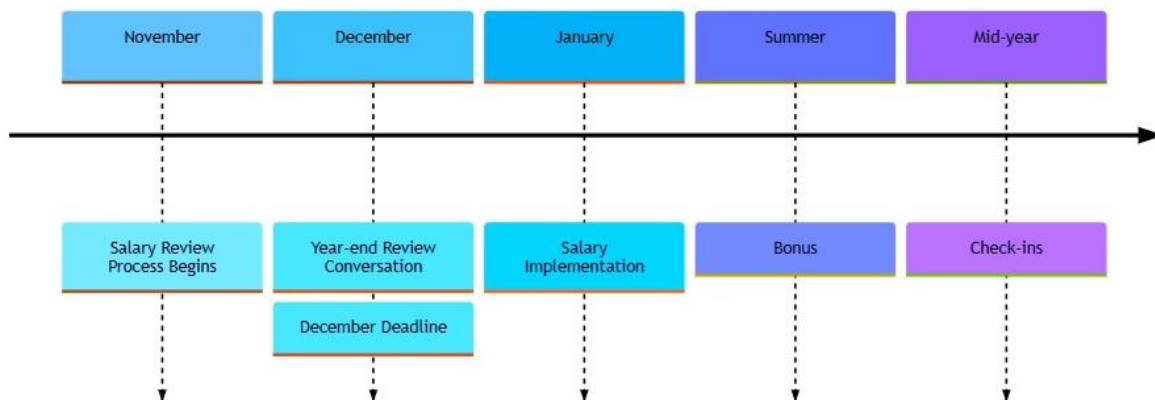 November
December
January
Summer
Mid-year
Salary Review
Process Begins
Year-end Review
Conversation
December Deadline
Salary
Implementation
Bonus
Check-ins